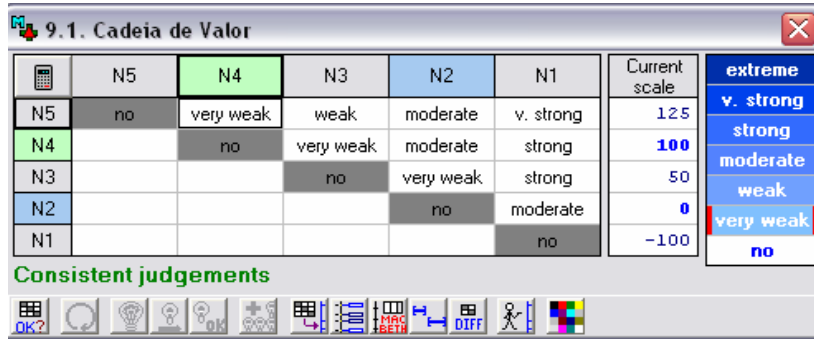 9.1. Cadeia de Valor
N5 N4 N3 N2 N1 Current scale
N5 no very weak weak moderate v. strong 125
N4 no very weak moderate strong 100
N3 no very weak strong 50
N2 no moderate 0
N1 no -100
extreme
v. strong
strong
moderate
weak
very weak
no
Consistent judgements
OK? OK MAC BETH DIFF